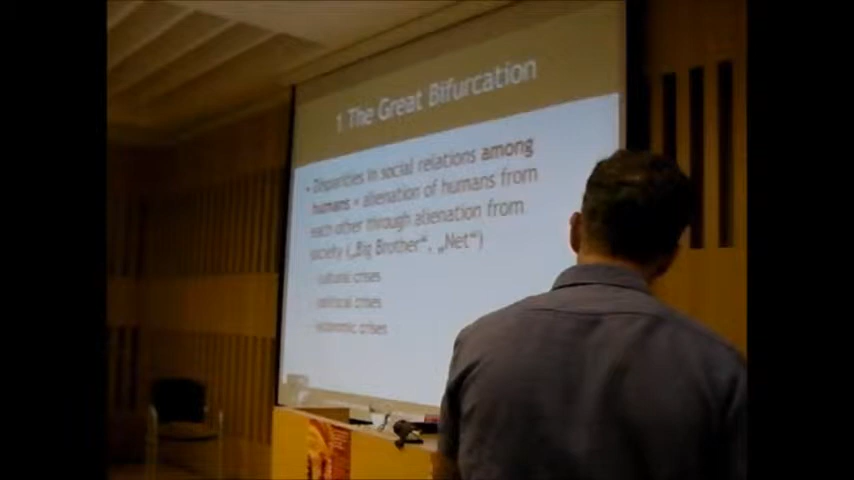 1 The Great Bifurcation
• Disparities in social relations among
humans = alienation of humans from
each other through alienation from
society („Big Brother“, „Net“)
cultural crises
political crises
economic crises